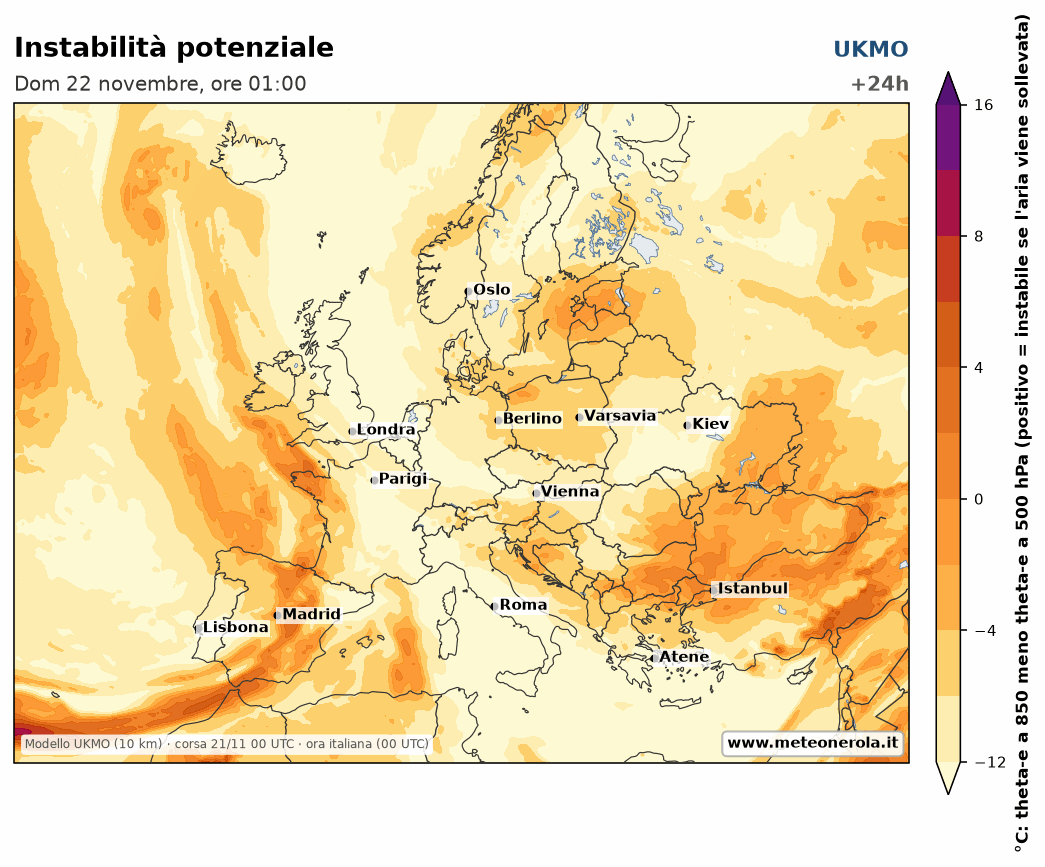 Instabilità potenziale
UKMO
Dom 22 novembre, ore 01:00
+24h
Oslo
Berlino
Varsavia
Londra
Kiev
Parigi
Vienna
Istanbul
Roma
Madrid
Lisbona
Atene
Modello UKMO (10 km) · corsa 21/11 00 UTC · ora italiana (00 UTC)
www.meteonerola.it
16
8
4
0
−4
−12
°C: theta-e a 850 meno theta-e a 500 hPa (positivo = instabile se l'aria viene sollevata)